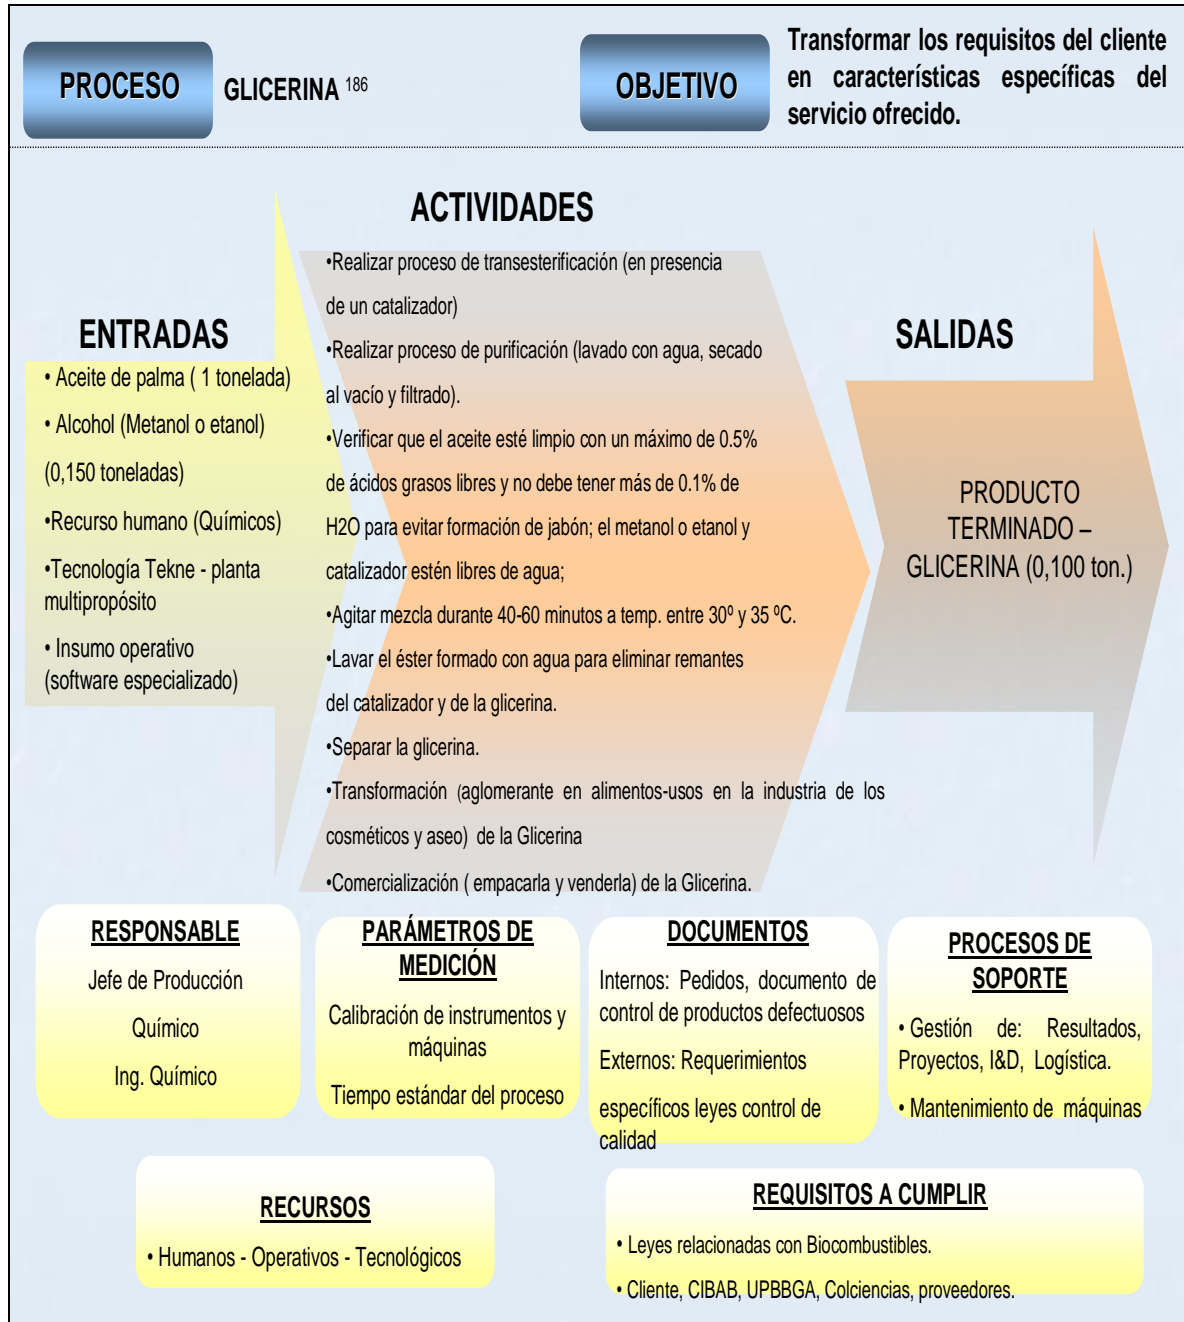 PROCESO
GLICERINA 186
OBJETIVO
Transformar los requisitos del cliente
en características específicas del
servicio ofrecido.
ACTIVIDADES
•Realizar proceso de transesterificación (en presencia
de un catalizador)
•Realizar proceso de purificación (lavado con agua, secado
al vacío y filtrado).
•Verificar que el aceite esté limpio con un máximo de 0.5%
de ácidos grasos libres y no debe tener más de 0.1% de
H2O para evitar formación de jabón; el metanol o etanol y
catalizador estén libres de agua;
•Agitar mezcla durante 40-60 minutos a temp. entre 30º y 35 ºC.
•Lavar el éster formado con agua para eliminar remantes
del catalizador y de la glicerina.
•Separar la glicerina.
•Transformación (aglomerante en alimentos-usos en la industria de los
cosméticos y aseo) de la Glicerina
•Comercialización ( empacarla y venderla) de la Glicerina.
ENTRADAS
• Aceite de palma ( 1 tonelada)
• Alcohol (Metanol o etanol)
(0,150 toneladas)
•Recurso humano (Químicos)
•Tecnología Tekne - planta
multipropósito
• Insumo operativo
(software especializado)
SALIDAS
PRODUCTO
TERMINADO –
GLICERINA (0,100 ton.)
RESPONSABLE
Jefe de Producción
Químico
Ing. Químico
PARÁMETROS DE
MEDICIÓN
Calibración de instrumentos y
máquinas
Tiempo estándar del proceso
DOCUMENTOS
Internos: Pedidos, documento de
control de productos defectuosos
Externos: Requerimientos
específicos leyes control de
calidad
PROCESOS DE
SOPORTE
• Gestión de: Resultados,
Proyectos, I&D, Logística.
• Mantenimiento de máquinas
RECURSOS
• Humanos - Operativos - Tecnológicos
REQUISITOS A CUMPLIR
• Leyes relacionadas con Biocombustibles.
• Cliente, CIBAB, UPBBGA, Colciencias, proveedores.